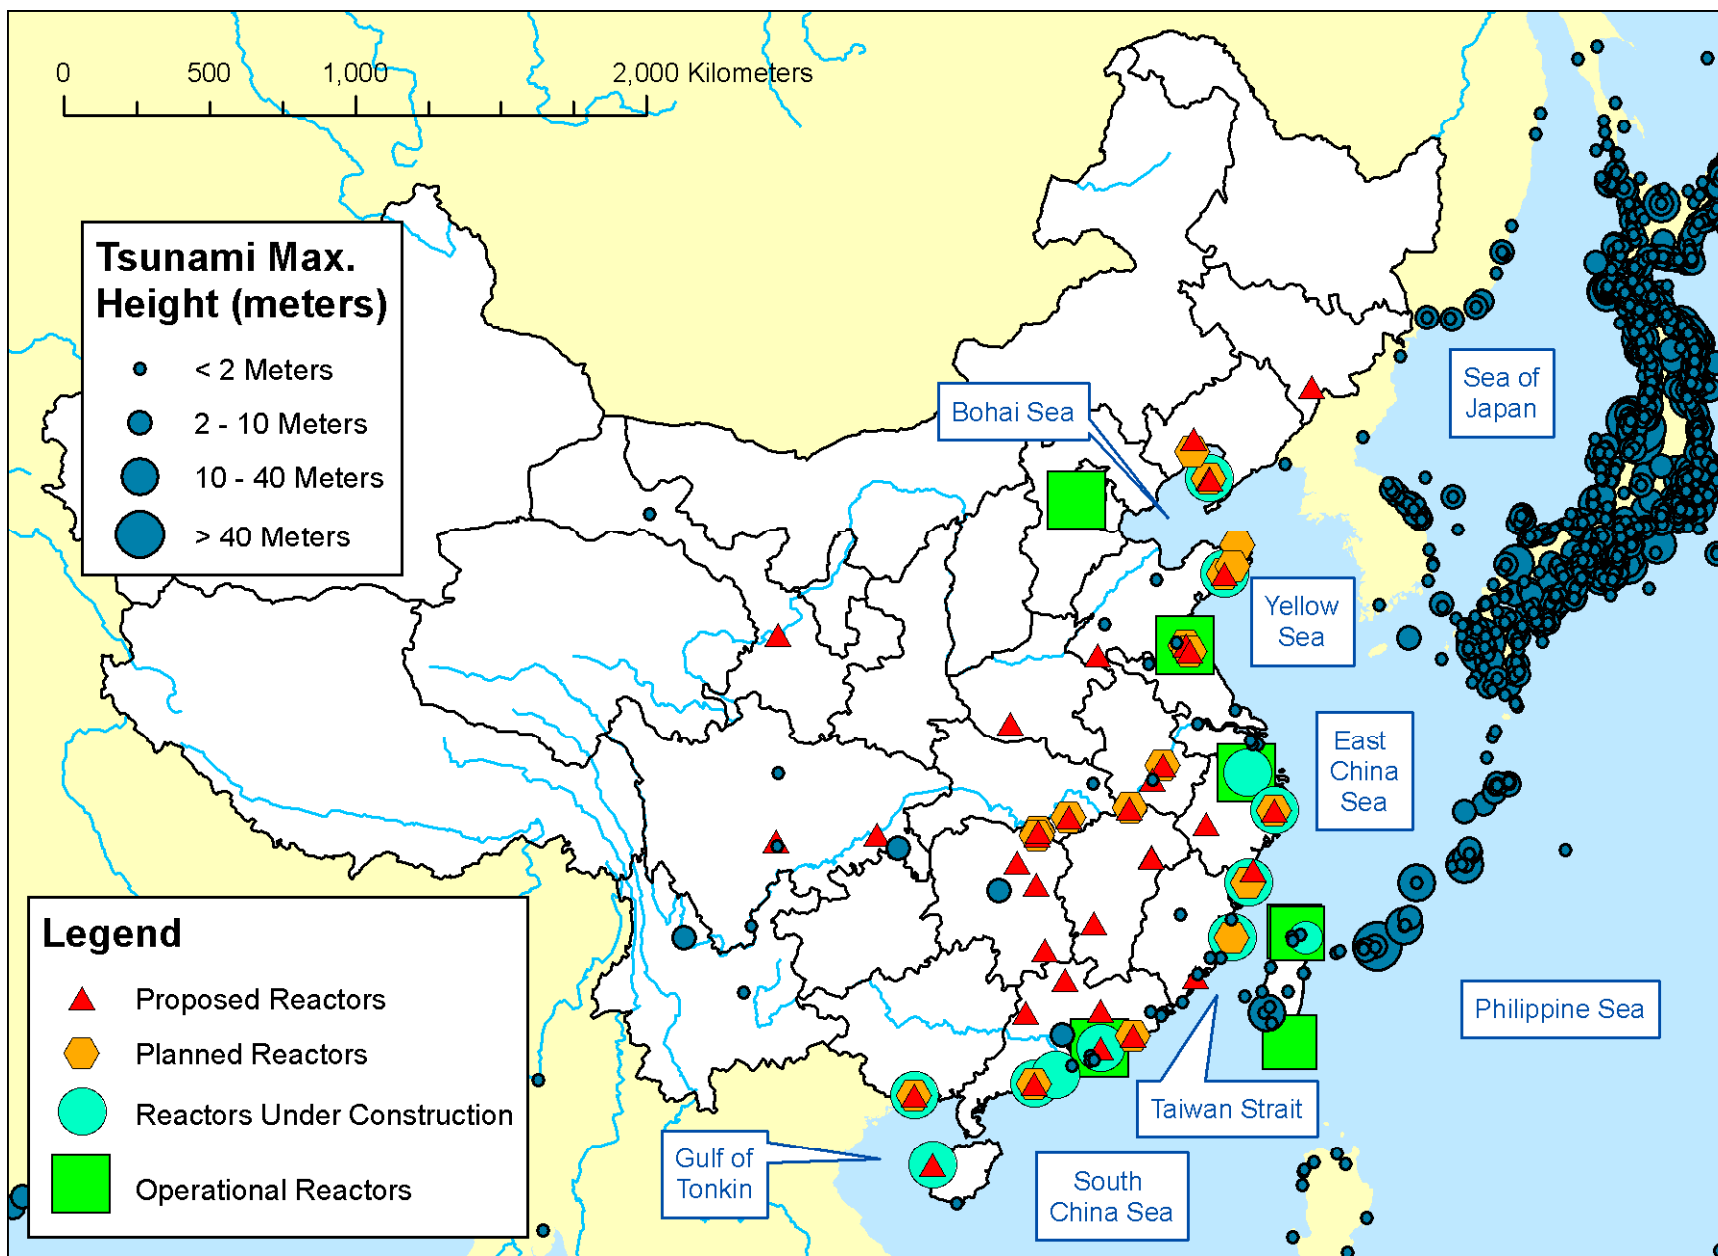 0 500 1,000 2,000 Kilometers
Tsunami Max.
Height (meters)
< 2 Meters
2 - 10 Meters
10 - 40 Meters
> 40 Meters
Bohai Sea
Sea of
Japan
Yellow
Sea
East
China
Sea
Philippine Sea
Taiwan Strait
Gulf of
Tonkin
South
China Sea
Legend
Proposed Reactors
Planned Reactors
Reactors Under Construction
Operational Reactors